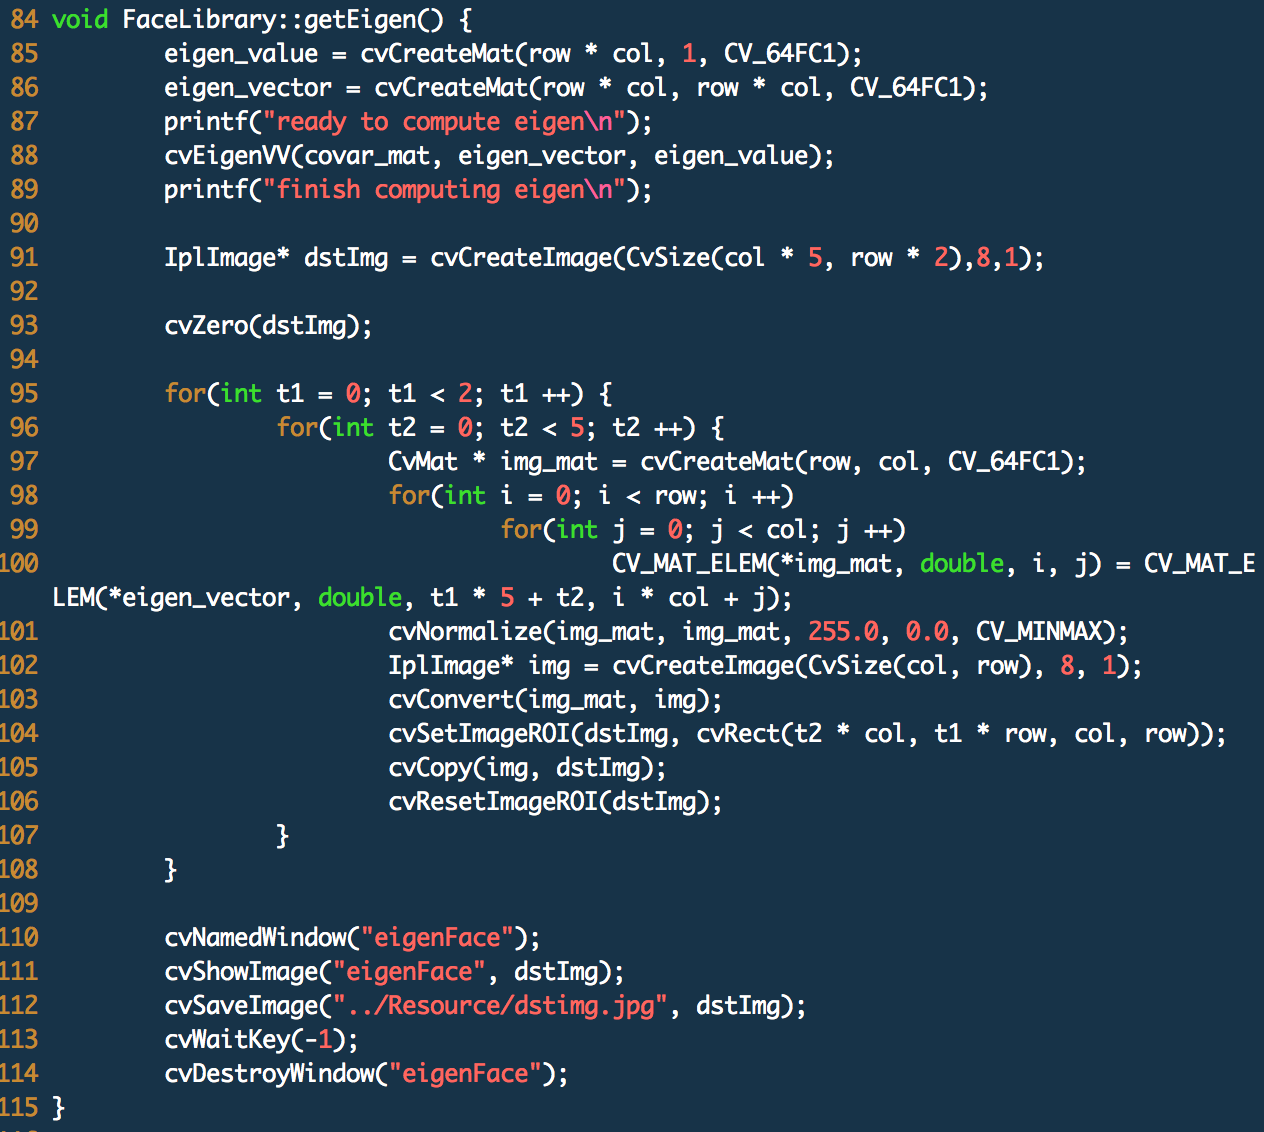 84 void FaceLibrary::getEigen() {
85         eigen_value = cvCreateMat(row * col, 1, CV_64FC1);
86         eigen_vector = cvCreateMat(row * col, row * col, CV_64FC1);
87         printf("ready to compute eigen\n");
88         cvEigenVV(covar_mat, eigen_vector, eigen_value);
89         printf("finish computing eigen\n");
90
91         IplImage* dstImg = cvCreateImage(CvSize(col * 5, row * 2),8,1);
92
93         cvZero(dstImg);
94
95         for(int t1 = 0; t1 < 2; t1 ++) {
96                 for(int t2 = 0; t2 < 5; t2 ++) {
97                         CvMat * img_mat = cvCreateMat(row, col, CV_64FC1);
98                         for(int i = 0; i < row; i ++)
99                                 for(int j = 0; j < col; j ++)
100                                         CV_MAT_ELEM(*img_mat, double, i, j) = CV_MAT_E
LEM(*eigen_vector, double, t1 * 5 + t2, i * col + j);
101                         cvNormalize(img_mat, img_mat, 255.0, 0.0, CV_MINMAX);
102                         IplImage* img = cvCreateImage(CvSize(col, row), 8, 1);
103                         cvConvert(img_mat, img);
104                         cvSetImageROI(dstImg, cvRect(t2 * col, t1 * row, col, row));
105                         cvCopy(img, dstImg);
106                         cvResetImageROI(dstImg);
107                 }
108         }
109
110         cvNamedWindow("eigenFace");
111         cvShowImage("eigenFace", dstImg);
112         cvSaveImage("../Resource/dstimg.jpg", dstImg);
113         cvWaitKey(-1);
114         cvDestroyWindow("eigenFace");
115 }